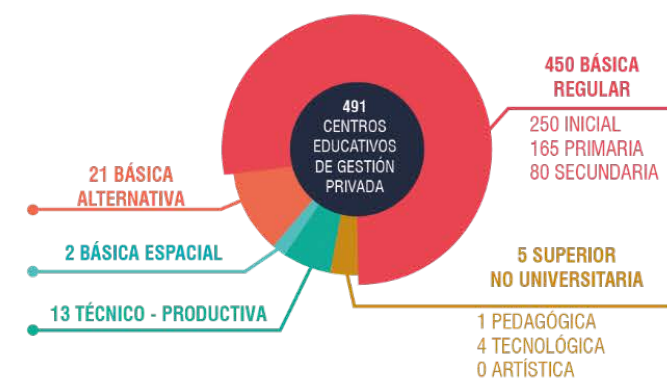 491
CENTROS
EDUCATIVOS
DE GESTIÓN
PRIVADA
450 BÁSICA
REGULAR
250 INICIAL
165 PRIMARIA
80 SECUNDARIA
21 BÁSICA
ALTERNATIVA
2 BÁSICA ESPACIAL
13 TÉCNICO - PRODUCTIVA
5 SUPERIOR
NO UNIVERSITARIA
1 PEDAGÓGICA
4 TECNOLÓGICA
0 ARTÍSTICA